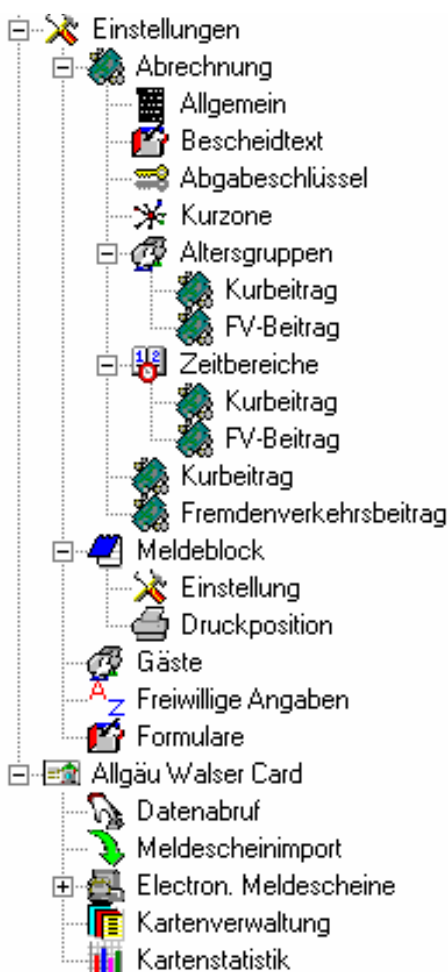 Einstellungen
Abrechnung
Allgemein
Bescheidtext
Abgabeschlüssel
Kurzone
Altersgruppen
Kurbeitrag
FV-Beitrag
Zeitbereiche
Kurbeitrag
FV-Beitrag
Kurbeitrag
Fremdenverkehrsbeitrag
Meldeblock
Einstellung
Druckposition
Gäste
Freiwillige Angaben
Formulare
Allgäu Walser Card
Datenabruf
Meldescheinimport
Electron. Meldescheine
Kartenverwaltung
Kartenstatistik